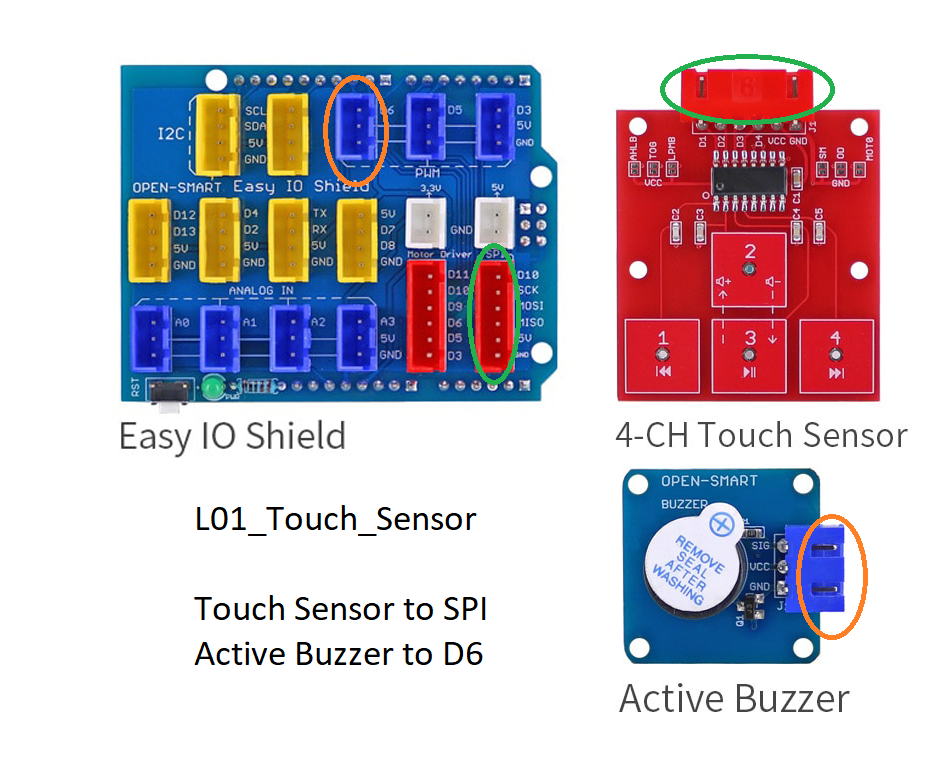 SCL
SDA
5V
GND
I2C
D6
D5
D3
5V
GND
PWM
OPEN-SMART Easy IO Shield
3.3V
5V
GND
D12
D13
5V
GND
D4
D2
5V
GND
TX
RX
5V
GND
5V
D7
D8
GND
Motor Driver
SPI
D11
D10
D9
D6
D5
D3
D10
SCK
MOSI
MISO
5V
GND
ANALOG IN
A0
A1
A2
A3
5V
GND
RST
PWR
Easy IO Shield
D1 D2 D3 D4 VCC GND
J1
AHLB TOG LPMB
VCC
SM OD MOT0
GND
C1
C2 C3 C4 C5
2
1 3 4
4-CH Touch Sensor
L01_Touch_Sensor
Touch Sensor to SPI
Active Buzzer to D6
OPEN-SMART
BUZZER
REMOVE
SEAL
AFTER
WASHING
SIG
VCC
GND
Q1
Active Buzzer